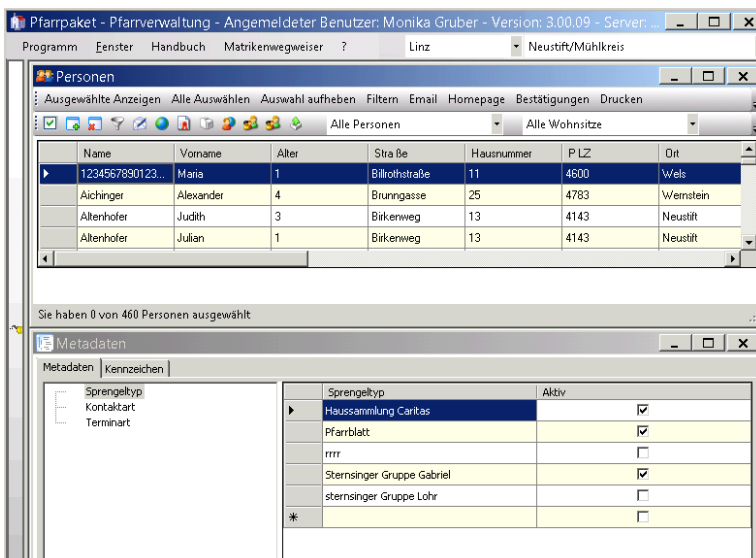 Pfarrpaket - Pfarrverwaltung - Angemeldeter Benutzer: Monika Gruber - Version: 3.00.09 - Server: ...
Programm Fenster Handbuch Matrikenwegweiser ? Linz Neustift/Mühlkreis
Personen
Ausgewählte Anzeigen Alle Auswählen Auswahl aufheben Filtern Email Homepage Bestätigungen Drucken
Alle Personen Alle Wohnsitze
Name Vorname Alter Straße Hausnummer PLZ Ort
1234567890123... Maria 1 Billrothstraße 11 4600 Wels
Aichinger Alexander 4 Brunngasse 25 4783 Wernstein
Altenhofer Judith 3 Birkenweg 13 4143 Neustift
Altenhofer Julian 1 Birkenweg 13 4143 Neustift
Sie haben 0 von 460 Personen ausgewählt
Metadaten
Metadaten Kennzeichen
Sprengeltyp
Kontaktart
Terminart
Sprengeltyp Aktiv
Haussammlung Caritas
Pfarrblatt
rrrr
Sternsinger Gruppe Gabriel
sternsinger Gruppe Lohr